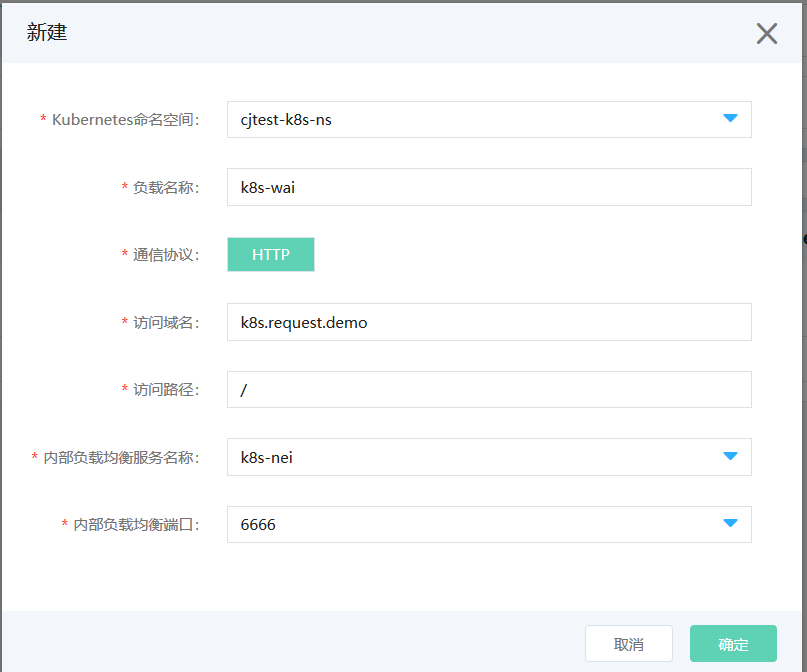 新建
* Kubernetes命名空间: cjtest-k8s-ns
* 负载名称: k8s-wai
* 通信协议: HTTP
* 访问域名: k8s.request.demo
* 访问路径: /
* 内部负载均衡服务名称: k8s-nei
* 内部负载均衡端口: 6666
取消 确定